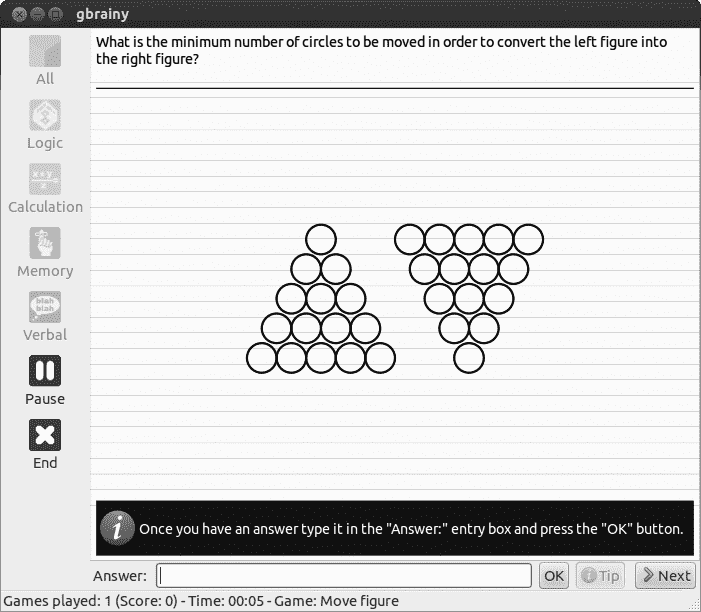 gbrainy
What is the minimum number of circles to be moved in order to convert the left figure into
the right figure?
All
Logic
x+y
Calculation
Memory
blah
blah
Verbal
Pause
End
i Once you have an answer type it in the "Answer:" entry box and press the "OK" button.
Answer: OK Tip Next
Games played: 1 (Score: 0) - Time: 00:05 - Game: Move figure